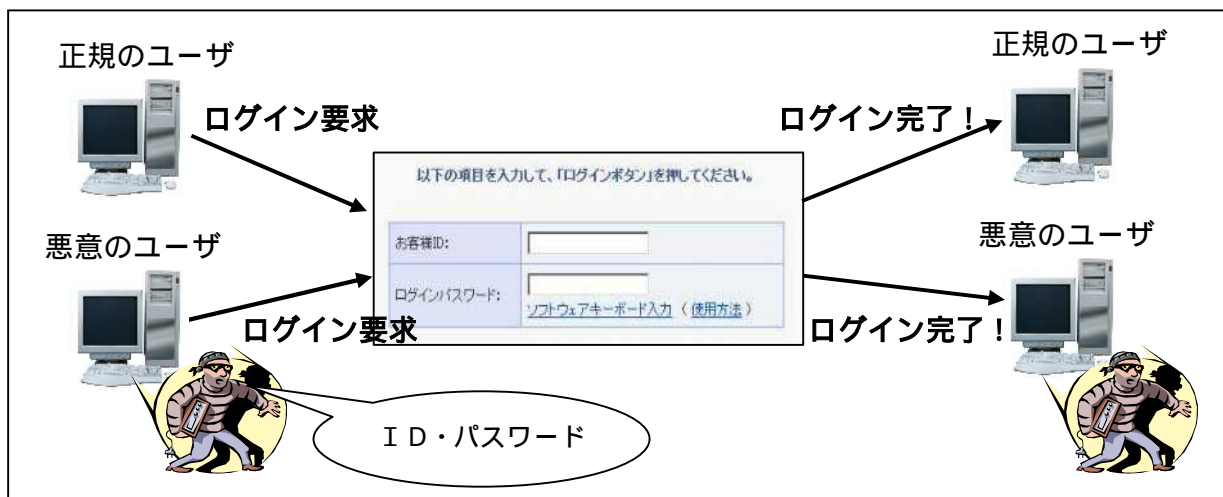 正規のユーザ
正規のユーザ
ログイン要求
ログイン完了！
以下の項目を入力して、「ログインボタン」を押してください。
お客様ID:
悪意のユーザ
悪意のユーザ
ログインパスワード:
ソフトウェアキーボード入力 （ 使用方法 ）
ログイン要求
ログイン完了！
ＩＤ・パスワード